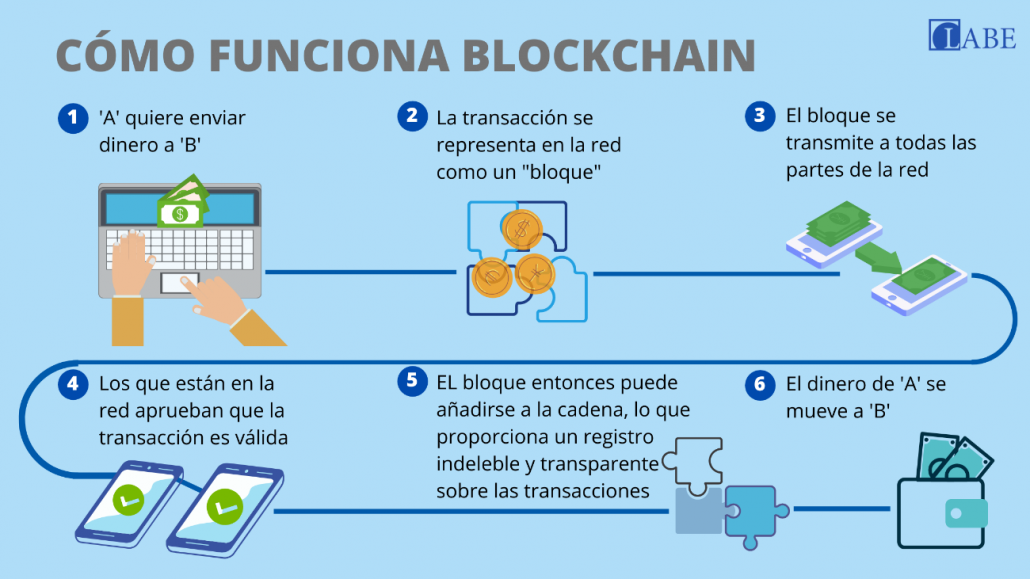 CÓMO FUNCIONA BLOCKCHAIN
IABE
1
'A' quiere enviar
dinero a 'B'
2
La transacción se
representa en la red
como un "bloque"
3
El bloque se
transmite a todas las
partes de la red
4
Los que están en la
red aprueban que la
transacción es válida
5
EL bloque entonces puede
añadirse a la cadena, lo que
proporciona un registro
indeleble y transparente
sobre las transacciones
6
El dinero de 'A' se
mueve a 'B'